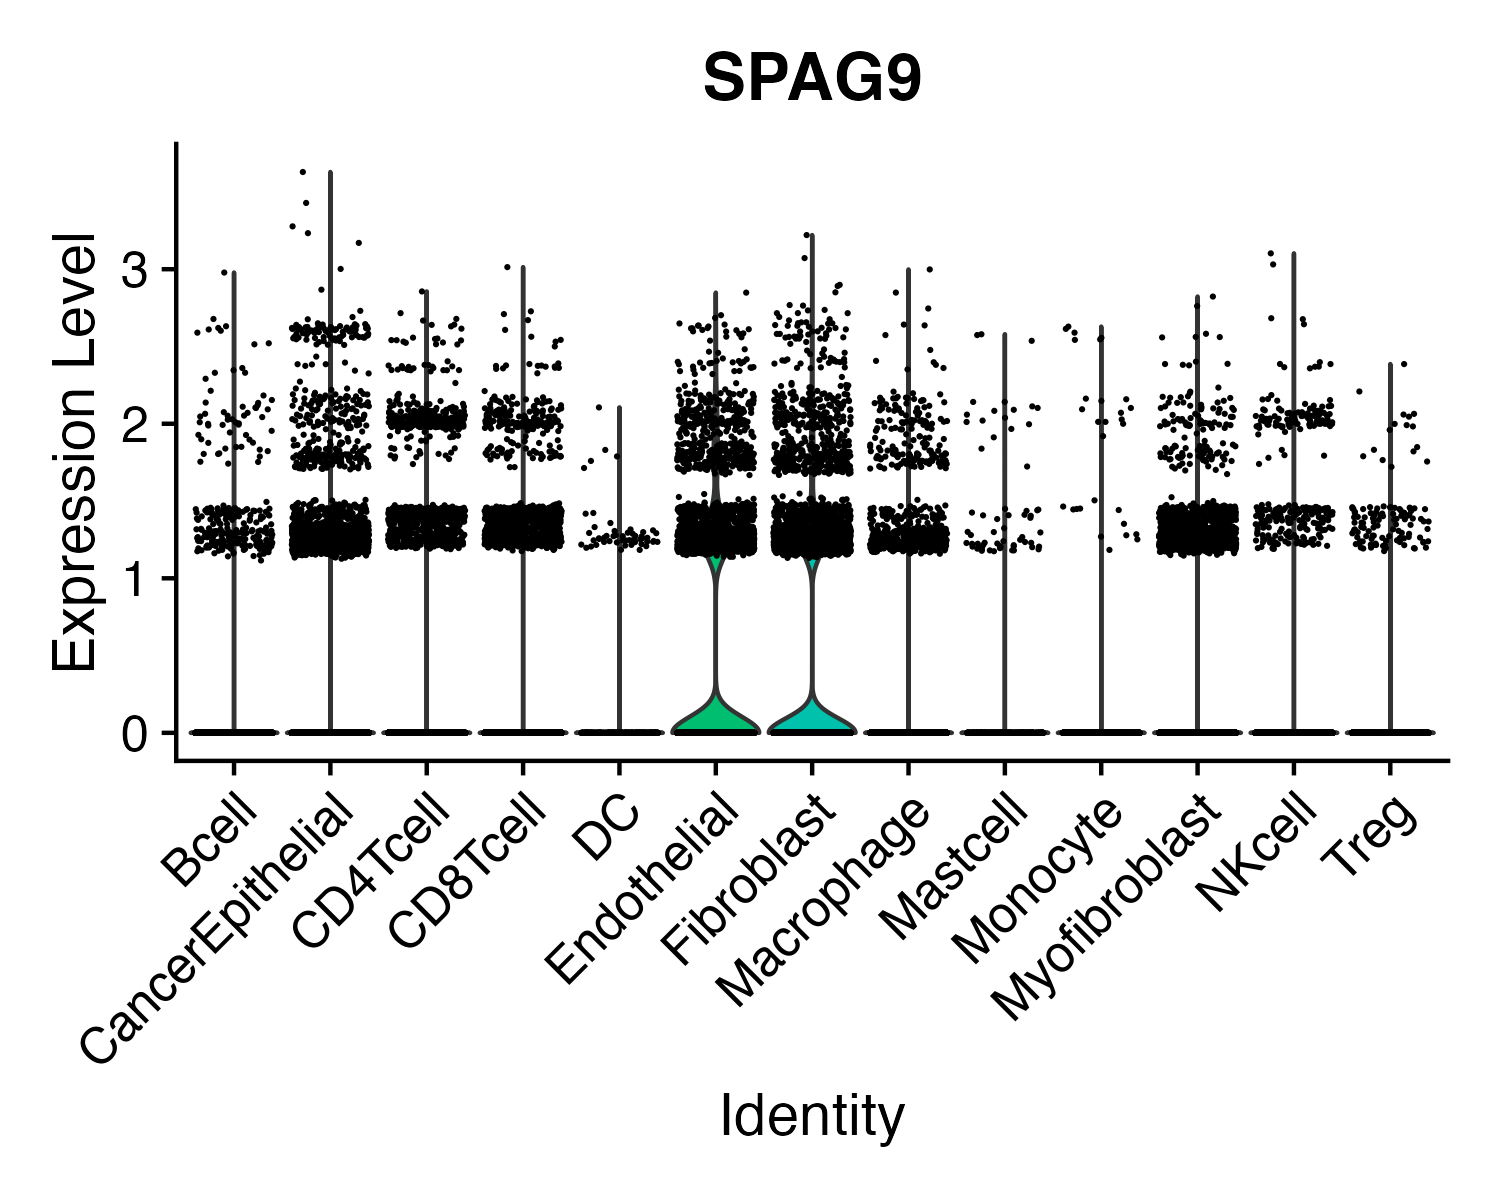 SPAG9
Expression Level
3
2
1
0
Bcell
CancerEpithelial
CD4Tcell
CD8Tcell
DC
Endothelial
Fibroblast
Macrophage
Mastcell
Monocyte
Myofibroblast
NKcell
Treg
Identity